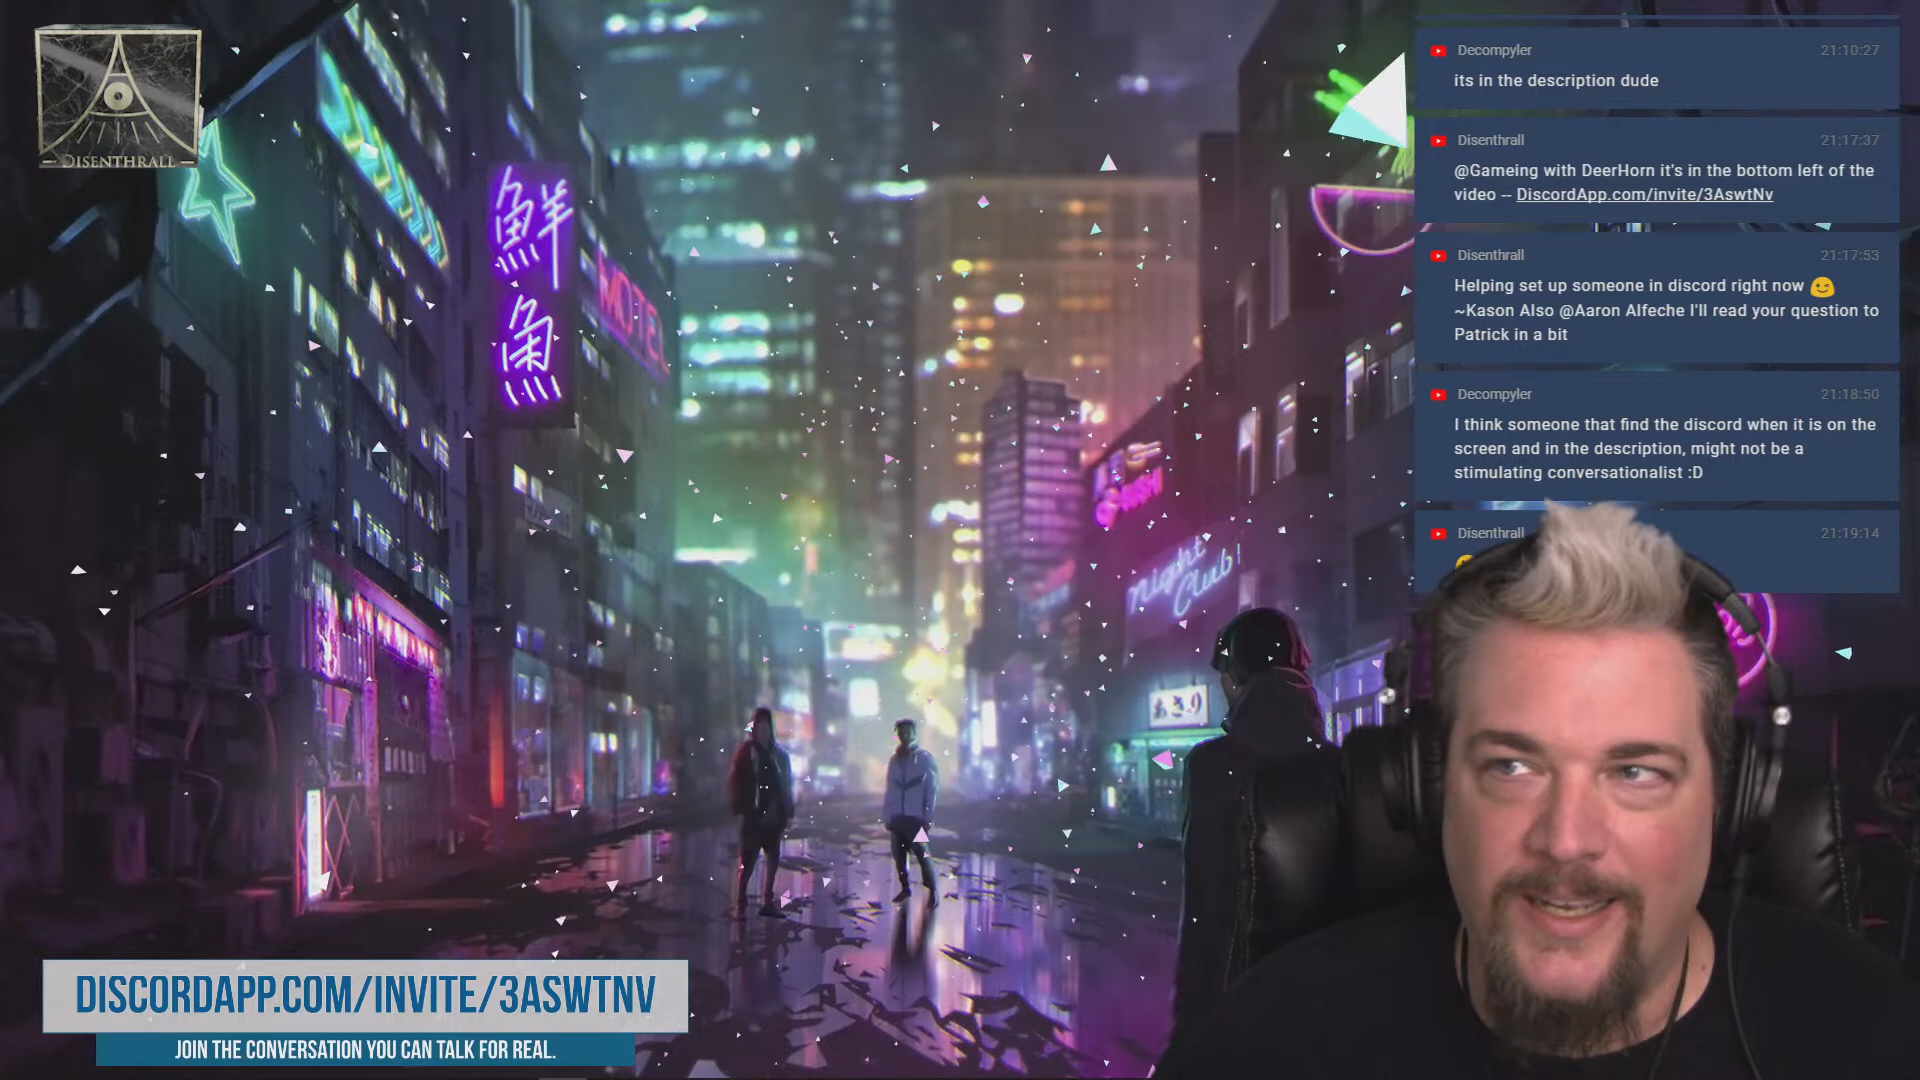 DISENTHRALL
鮮
魚
MOTEL
night
Club!
あさり
Decompyler 21:10:27
its in the description dude
Disenthrall 21:17:37
@Gameing with DeerHorn it's in the bottom left of the
video -- DiscordApp.com/invite/3AswtNv
Disenthrall 21:17:53
Helping set up someone in discord right now 😉
~Kason Also @Aaron Alfeche I'll read your question to
Patrick in a bit
Decompyler 21:18:50
I think someone that find the discord when it is on the
screen and in the description, might not be a
stimulating conversationalist :D
Disenthrall 21:19:14
DISCORDAPP.COM/INVITE/3ASWTNV
JOIN THE CONVERSATION YOU CAN TALK FOR REAL.